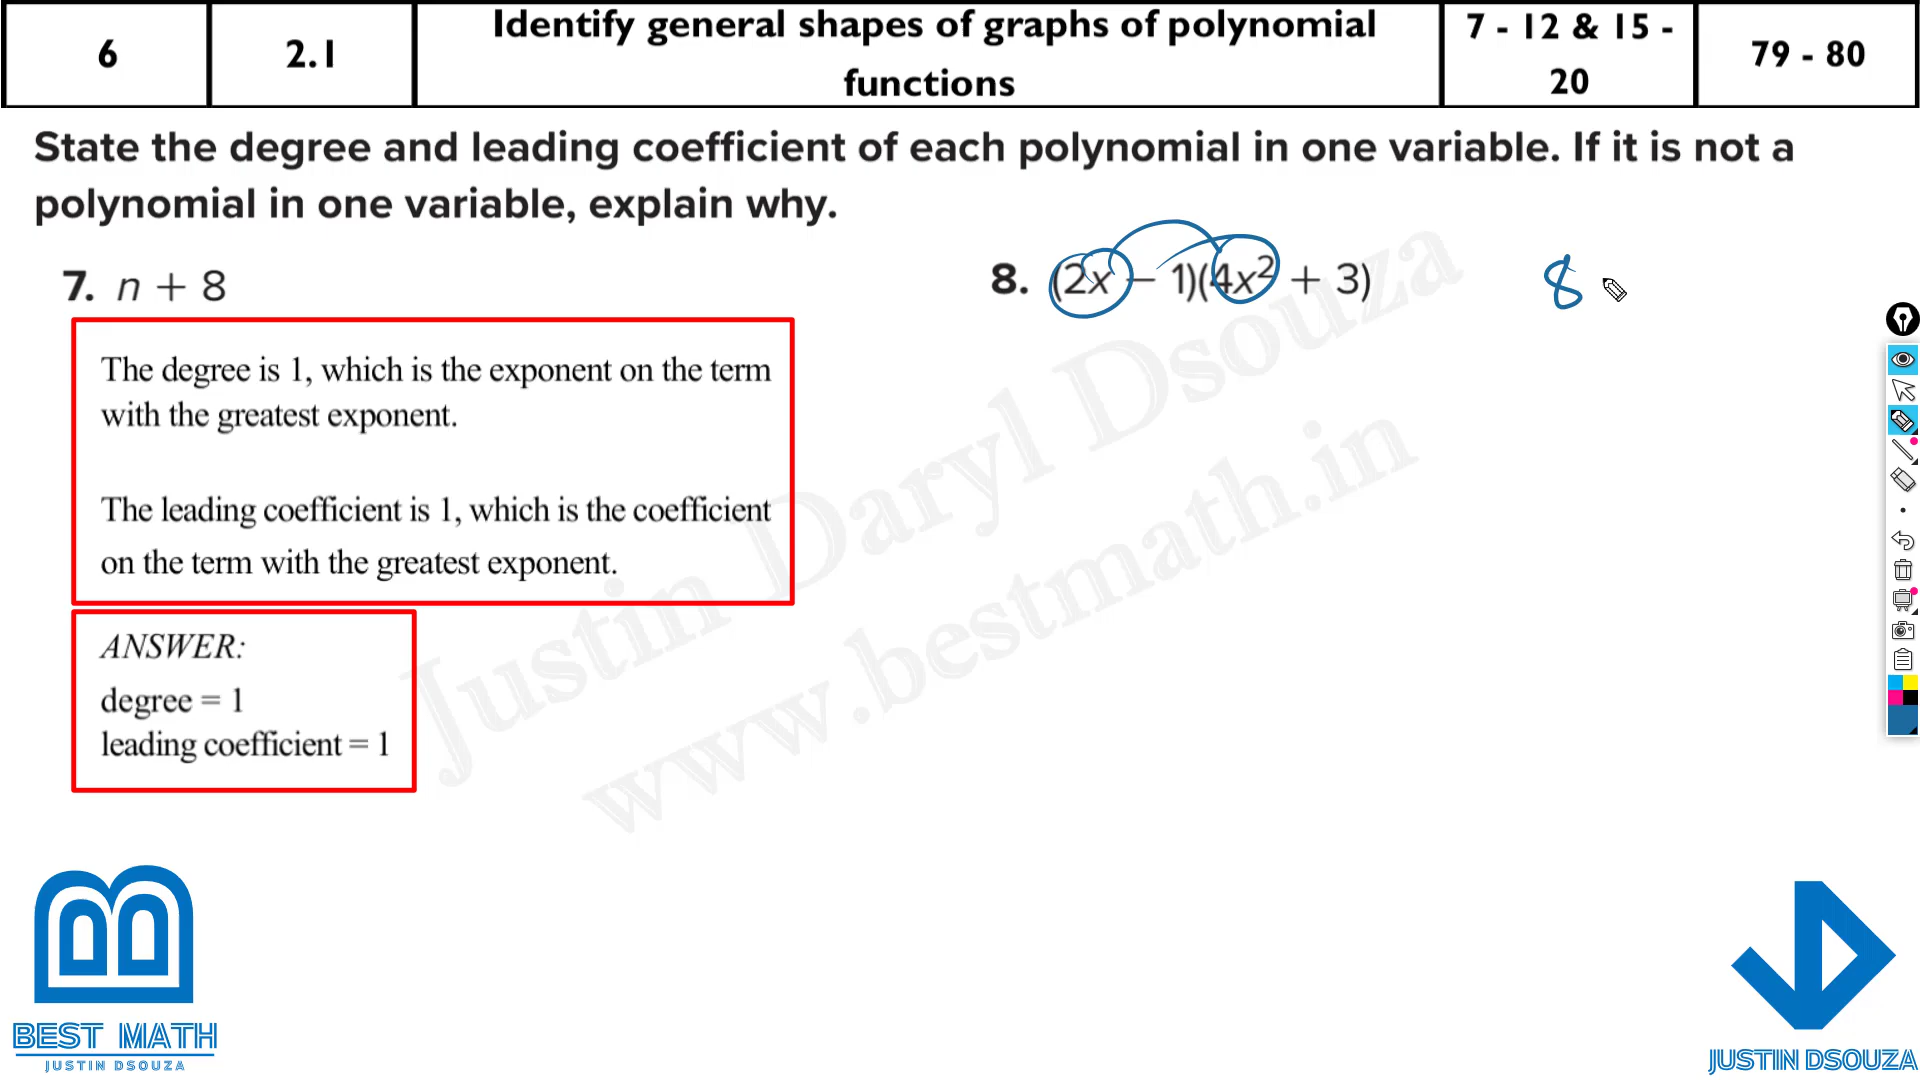 6
2.1
Identify general shapes of graphs of polynomial
functions
7 - 12 & 15 -
20
79 - 80
State the degree and leading coefficient of each polynomial in one variable. If it is not a
polynomial in one variable, explain why.
7. n + 8
The degree is 1, which is the exponent on the term
with the greatest exponent.
The leading coefficient is 1, which is the coefficient
on the term with the greatest exponent.
ANSWER:
degree = 1
leading coefficient = 1
8. (2x − 1)(4x² + 3)
8
Justin Daryl Dsouza
www.bestmath.in
BEST MATH
JUSTIN DSOUZA
JUSTIN DSOUZA